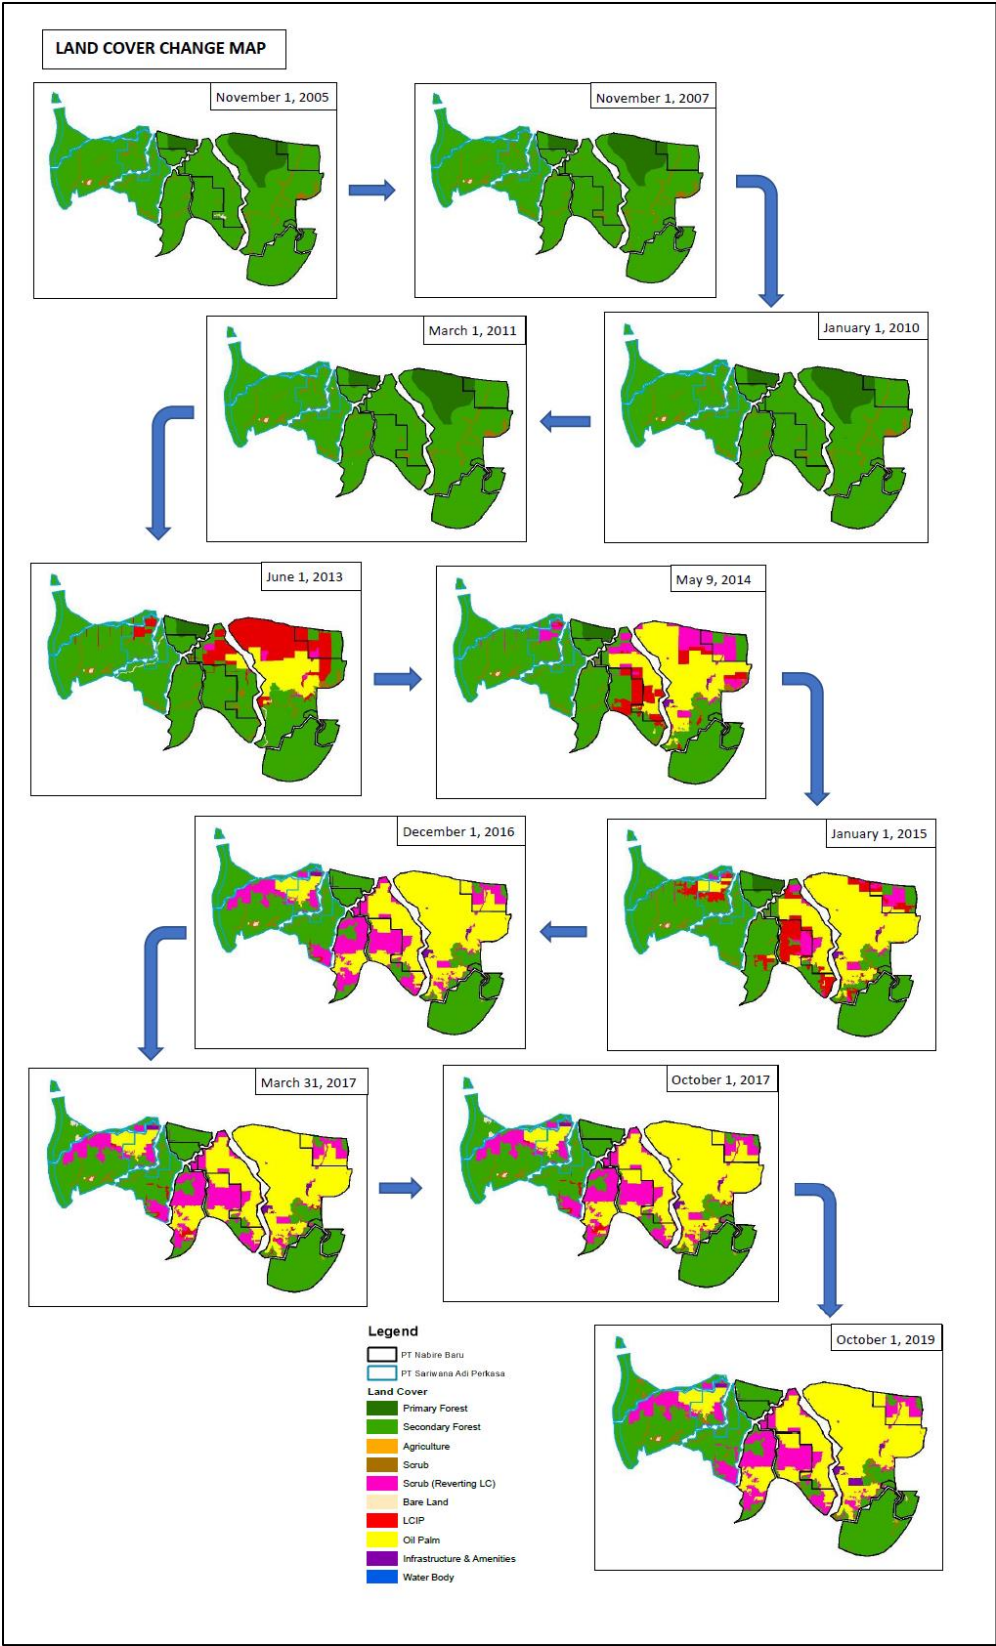 LAND COVER CHANGE MAP
November 1, 2005
November 1, 2007
March 1, 2011
January 1, 2010
June 1, 2013
May 9, 2014
December 1, 2016
January 1, 2015
March 31, 2017
October 1, 2017
October 1, 2019
Legend
PT Nabire Baru
PT Sariwana Adi Perkasa
Land Cover
Primary Forest
Secondary Forest
Agriculture
Scrub
Scrub (Reverting LC)
Bare Land
LCIP
Oil Palm
Infrastructure & Amenities
Water Body